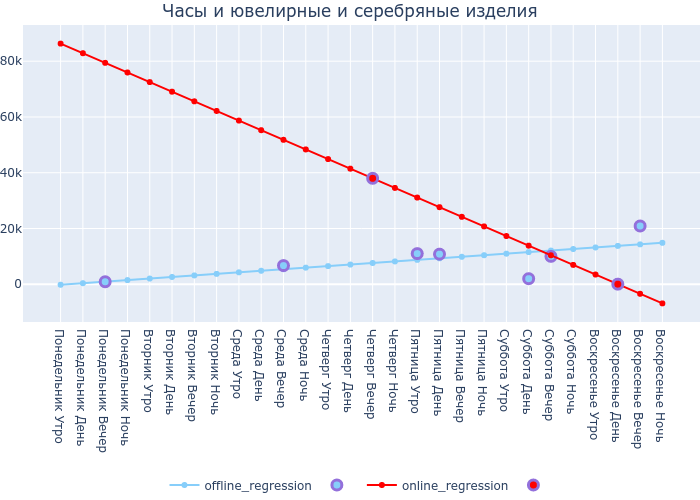 Часы и ювелирные и серебряные изделия
80k
60k
40k
20k
0
Понедельник Утро
Понедельник День
Понедельник Вечер
Понедельник Ночь
Вторник Утро
Вторник День
Вторник Вечер
Вторник Ночь
Среда Утро
Среда День
Среда Вечер
Среда Ночь
Четверг Утро
Четверг День
Четверг Вечер
Четверг Ночь
Пятница Утро
Пятница День
Пятница Вечер
Пятница Ночь
Суббота Утро
Суббота День
Суббота Вечер
Суббота Ночь
Воскресенье Утро
Воскресенье День
Воскресенье Вечер
Воскресенье Ночь
offline_regression
online_regression